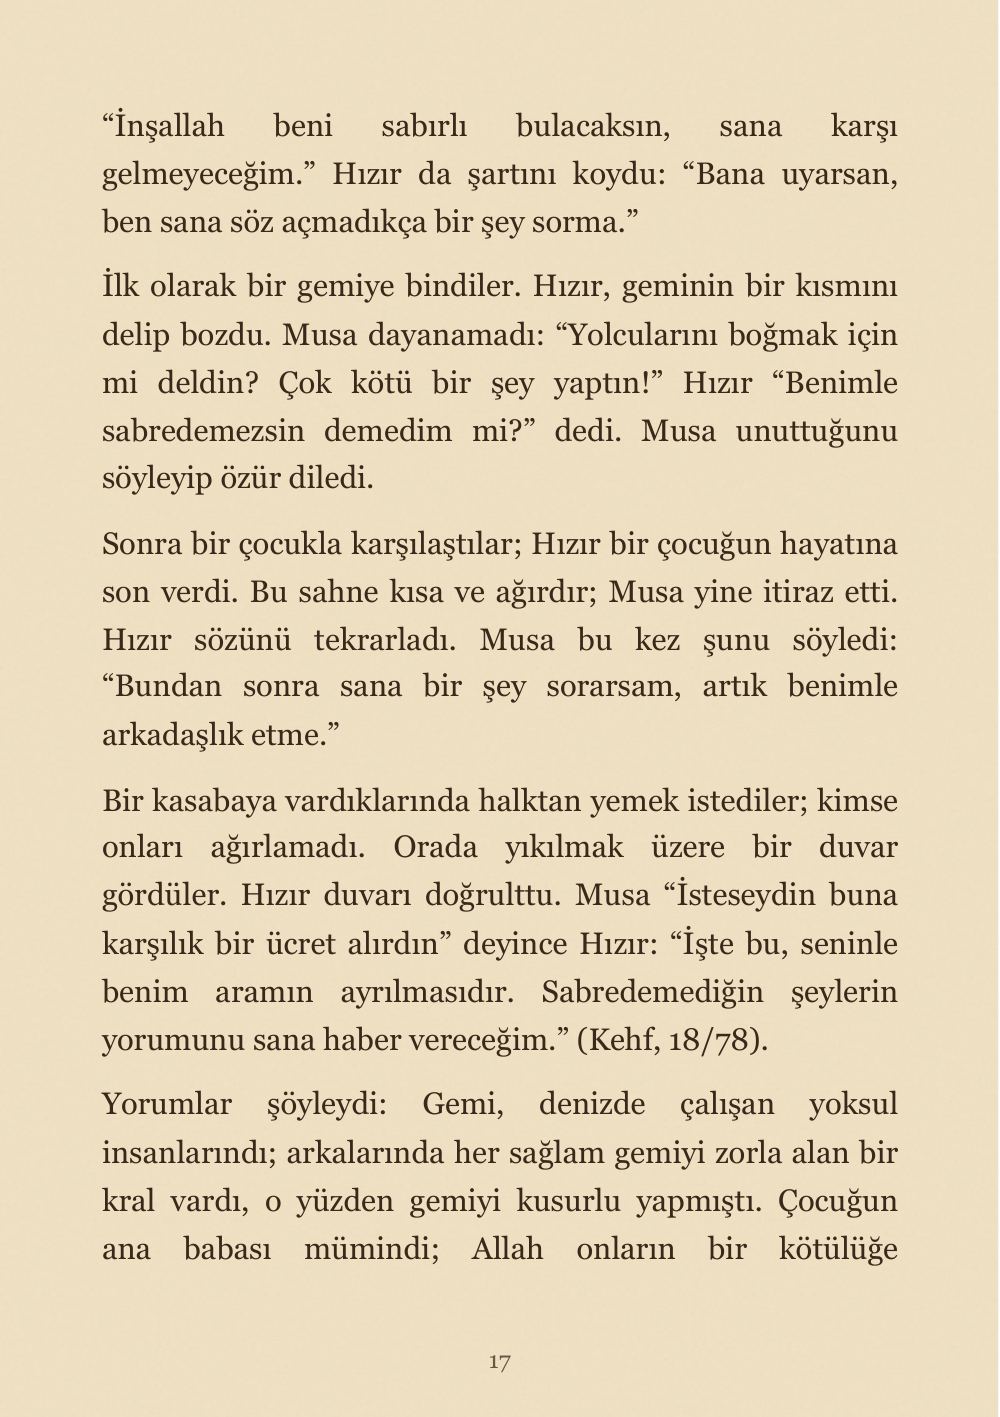 “İnşallah beni sabırlı bulacaksın, sana karşı
gelmeyeceğim.” Hızır da şartını koydu: “Bana uyarsan,
ben sana söz açmadıkça bir şey sorma.”
İlk olarak bir gemiye bindiler. Hızır, geminin bir kısmını
delip bozdu. Musa dayanamadı: “Yolcularını boğmak için
mi deldin? Çok kötü bir şey yaptın!” Hızır “Benimle
sabredemezsin demedim mi?” dedi. Musa unuttuğunu
söyleyip özür diledi.
Sonra bir çocukla karşılaştılar; Hızır bir çocuğun hayatına
son verdi. Bu sahne kısa ve ağırdır; Musa yine itiraz etti.
Hızır sözünü tekrarladı. Musa bu kez şunu söyledi:
“Bundan sonra sana bir şey sorarsam, artık benimle
arkadaşlık etme.”
Bir kasabaya vardıklarında halktan yemek istediler; kimse
onları ağırlamadı. Orada yıkılmak üzere bir duvar
gördüler. Hızır duvarı doğrulttu. Musa “İsteseydin buna
karşılık bir ücret alırdın” deyince Hızır: “İşte bu, seninle
benim aramın ayrılmasıdır. Sabredemediğin şeylerin
yorumunu sana haber vereceğim.” (Kehf, 18/78).
Yorumlar şöyleydi: Gemi, denizde çalışan yoksul
insanlarındı; arkalarında her sağlam gemiyi zorla alan bir
kral vardı, o yüzden gemiyi kusurlu yapmıştı. Çocuğun
ana babası mümindi; Allah onların bir kötülüğe
17